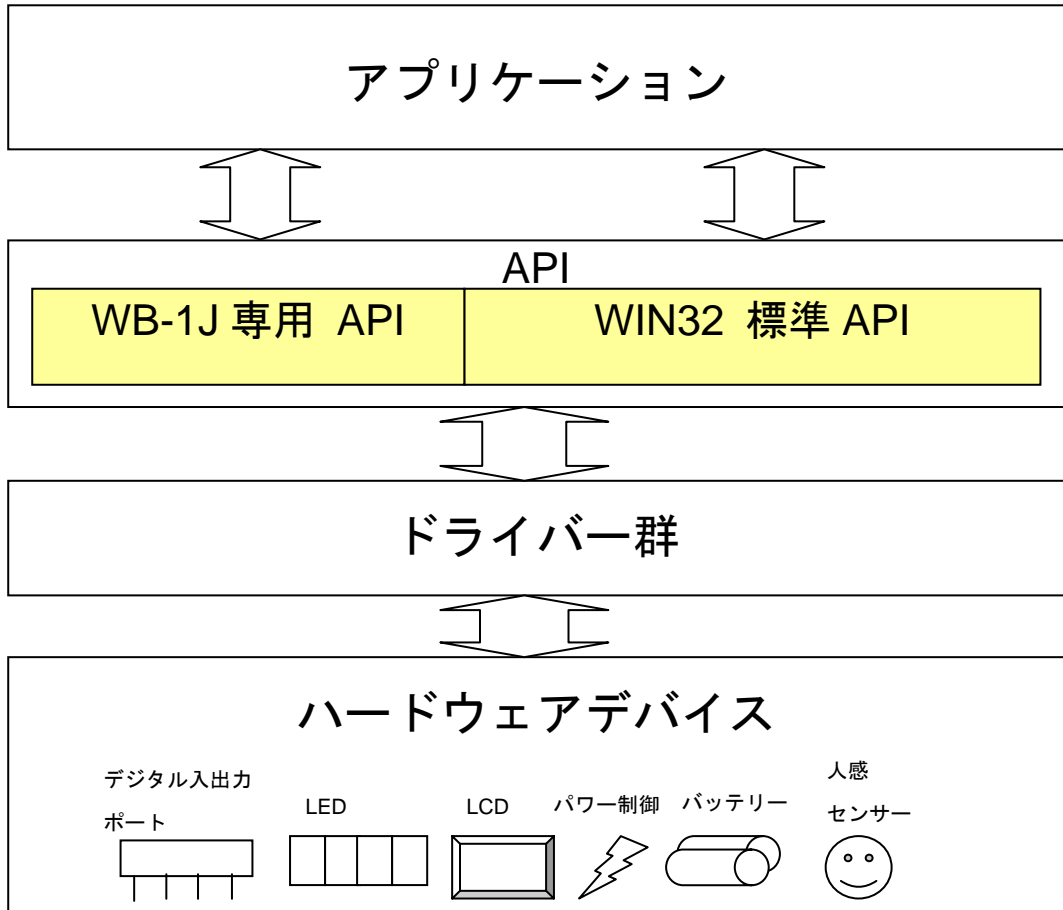 アプリケーション
API
WB-1J 専用 API
WIN32 標準 API
ドライバー群
ハードウェアデバイス
デジタル入出力
ポート
LED
LCD
パワー制御
バッテリー
人感
センサー